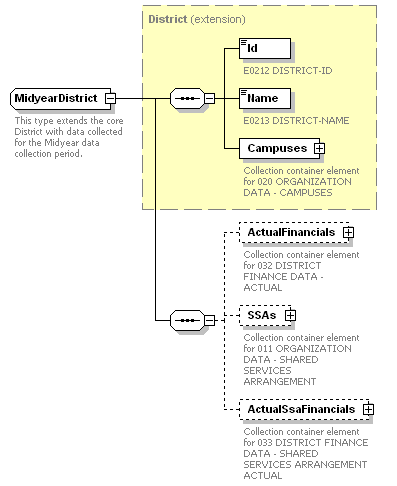 District (extension)
Id
E0212 DISTRICT-ID
MidyearDistrict
This type extends the core
District with data collected
for the Midyear data
collection period.
Name
E0213 DISTRICT-NAME
Campuses
Collection container element
for 020 ORGANIZATION
DATA - CAMPUSES
ActualFinancials
Collection container element
for 032 DISTRICT
FINANCE DATA -
ACTUAL
SSAs
Collection container element
for 011 ORGANIZATION
DATA - SHARED
SERVICES
ARRANGEMENT
ActualSsaFinancials
Collection container element
for 033 DISTRICT FINANCE
DATA - SHARED
SERVICES ARRANGEMENT
ACTUAL